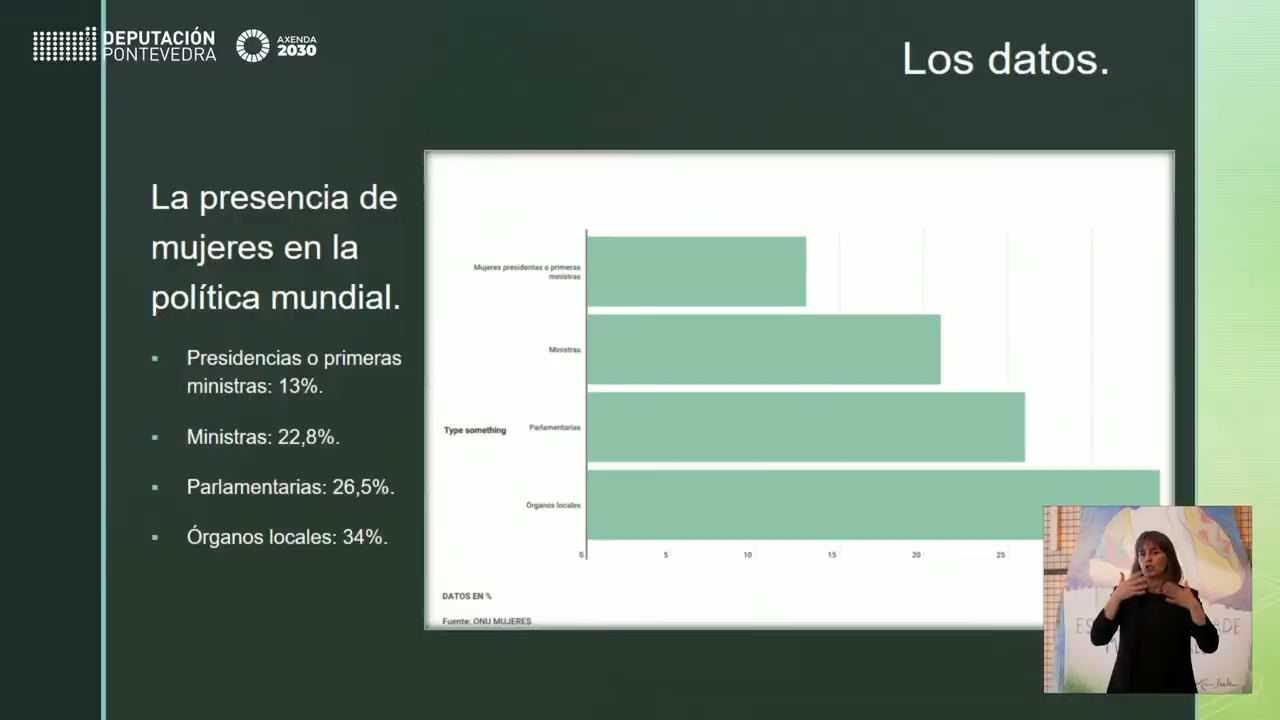 DEPUTACIÓN
PONTEVEDRA
AXENDA
2030
Los datos.
La presencia de
mujeres en la
política mundial.
Presidencias o primeras
ministras: 13%.
Ministras: 22,8%.
Parlamentarias: 26,5%.
Órganos locales: 34%.
Mujeres presidentas o primeras
ministras
Ministras
Type something
Parlamentarias
Órganos locales
0
5
10
15
20
25
DATOS EN %
Fuente: ONU MUJERES